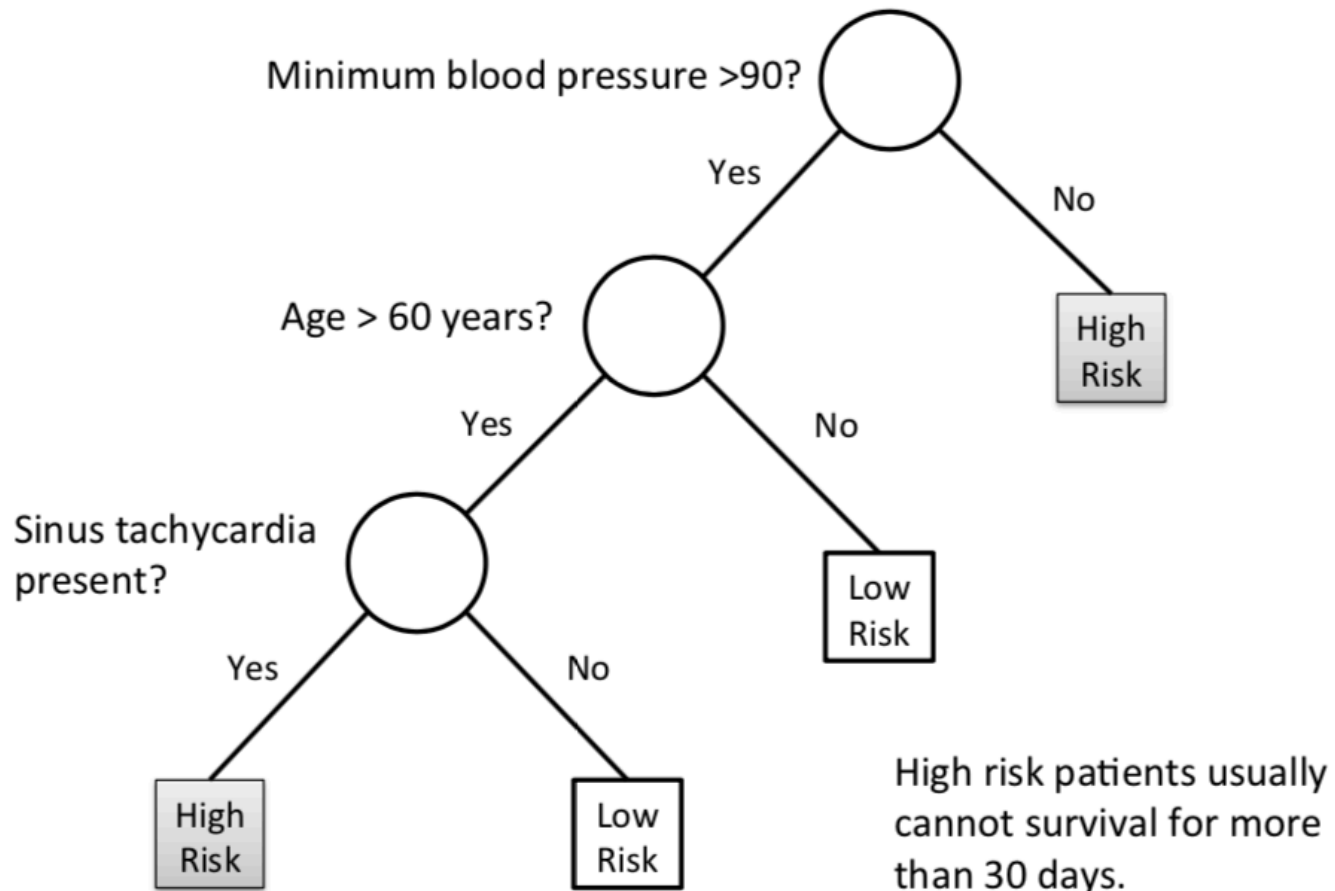 Minimum blood pressure >90?
Yes
No
Age > 60 years?
High
Risk
Yes
No
Sinus tachycardia
present?
Low
Risk
Yes
No
High
Risk
Low
Risk
High risk patients usually
cannot survival for more
than 30 days.